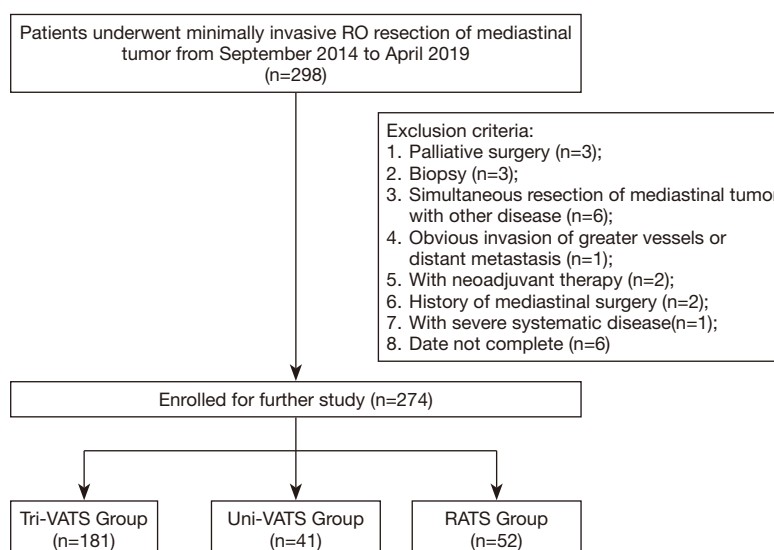 Patients underwent minimally invasive RO resection of mediastinal
tumor from September 2014 to April 2019
(n=298)
Exclusion criteria:
1. Palliative surgery (n=3);
2. Biopsy (n=3);
3. Simultaneous resection of mediastinal tumor
with other disease (n=6);
4. Obvious invasion of greater vessels or
distant metastasis (n=1);
5. With neoadjuvant therapy (n=2);
6. History of mediastinal surgery (n=2);
7. With severe systematic disease(n=1);
8. Date not complete (n=6)
Enrolled for further study (n=274)
Tri-VATS Group
(n=181)
Uni-VATS Group
(n=41)
RATS Group
(n=52)